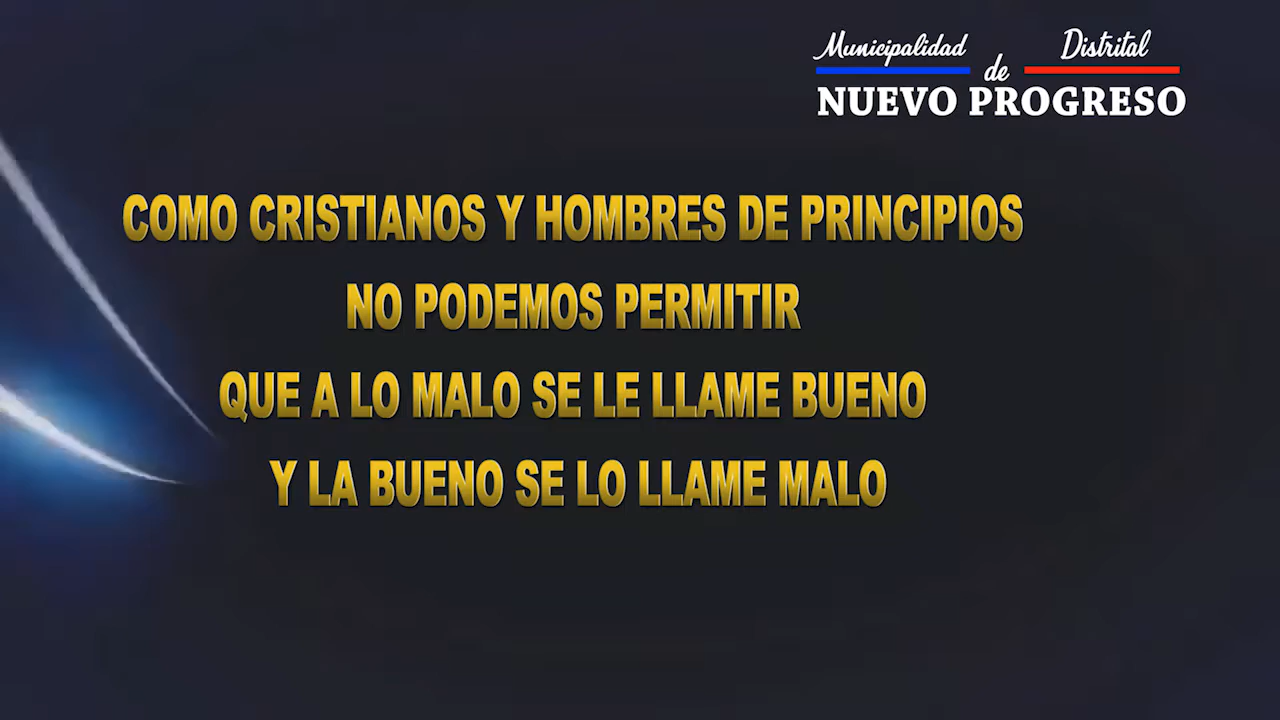 Municipalidad Distrital
de
NUEVO PROGRESO
COMO CRISTIANOS Y HOMBRES DE PRINCIPIOS
NO PODEMOS PERMITIR
QUE A LO MALO SE LE LLAME BUENO
Y LA BUENO SE LO LLAME MALO